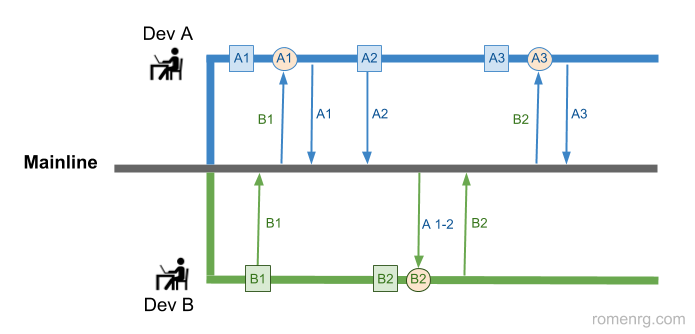 Dev A
A1
A1
A2
A3
A3
B1
A1
A2
B2
A3
Mainline
B1
A 1-2
B2
B1
B2
B2
Dev B
romenrg.com